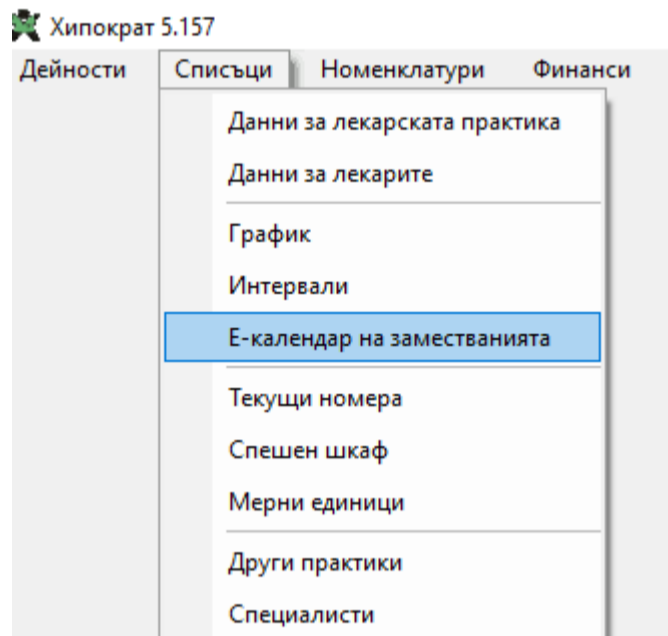 Хипократ 5.157
Дейности Списъци Номенклатури Финанси
Данни за лекарската практика
Данни за лекарите
График
Интервали
Е-календар на заместванията
Текущи номера
Спешен шкаф
Мерни единици
Други практики
Специалисти